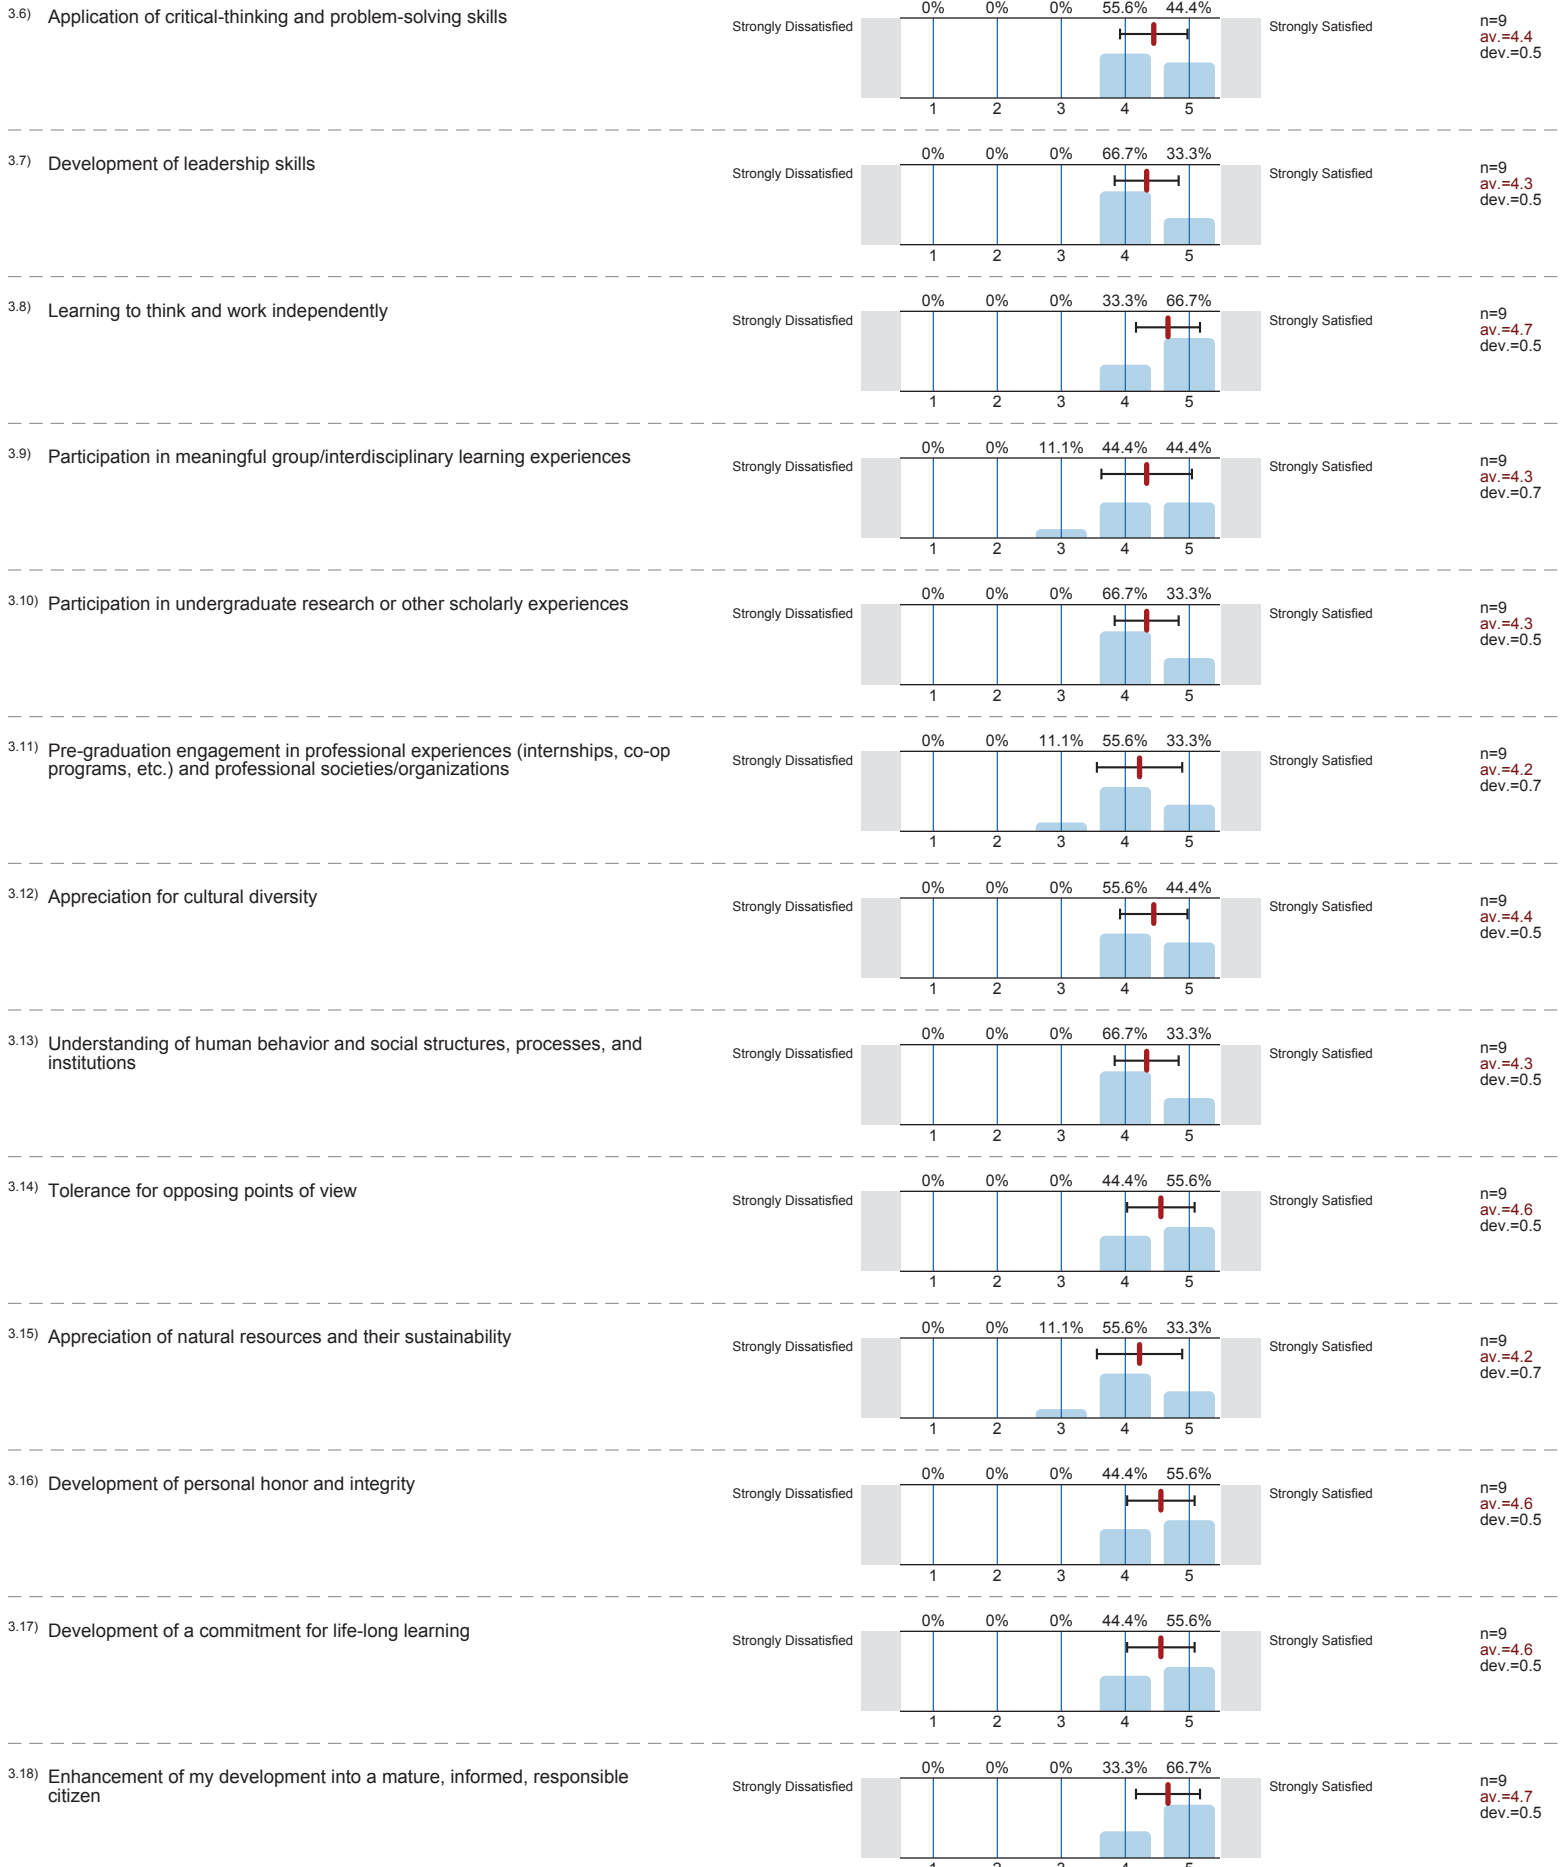 3.6) Application of critical-thinking and problem-solving skills
0% 0% 0% 55.6% 44.4%
Strongly Dissatisfied Strongly Satisfied
n=9
av.=4.4
dev.=0.5
1 2 3 4 5
3.7) Development of leadership skills
0% 0% 0% 66.7% 33.3%
Strongly Dissatisfied Strongly Satisfied
n=9
av.=4.3
dev.=0.5
1 2 3 4 5
3.8) Learning to think and work independently
0% 0% 0% 33.3% 66.7%
Strongly Dissatisfied Strongly Satisfied
n=9
av.=4.7
dev.=0.5
1 2 3 4 5
3.9) Participation in meaningful group/interdisciplinary learning experiences
0% 0% 11.1% 44.4% 44.4%
Strongly Dissatisfied Strongly Satisfied
n=9
av.=4.3
dev.=0.7
1 2 3 4 5
3.10) Participation in undergraduate research or other scholarly experiences
0% 0% 0% 66.7% 33.3%
Strongly Dissatisfied Strongly Satisfied
n=9
av.=4.3
dev.=0.5
1 2 3 4 5
3.11) Pre-graduation engagement in professional experiences (internships, co-op
programs, etc.) and professional societies/organizations
0% 0% 11.1% 55.6% 33.3%
Strongly Dissatisfied Strongly Satisfied
n=9
av.=4.2
dev.=0.7
1 2 3 4 5
3.12) Appreciation for cultural diversity
0% 0% 0% 55.6% 44.4%
Strongly Dissatisfied Strongly Satisfied
n=9
av.=4.4
dev.=0.5
1 2 3 4 5
3.13) Understanding of human behavior and social structures, processes, and
institutions
0% 0% 0% 66.7% 33.3%
Strongly Dissatisfied Strongly Satisfied
n=9
av.=4.3
dev.=0.5
1 2 3 4 5
3.14) Tolerance for opposing points of view
0% 0% 0% 44.4% 55.6%
Strongly Dissatisfied Strongly Satisfied
n=9
av.=4.6
dev.=0.5
1 2 3 4 5
3.15) Appreciation of natural resources and their sustainability
0% 0% 11.1% 55.6% 33.3%
Strongly Dissatisfied Strongly Satisfied
n=9
av.=4.2
dev.=0.7
1 2 3 4 5
3.16) Development of personal honor and integrity
0% 0% 0% 44.4% 55.6%
Strongly Dissatisfied Strongly Satisfied
n=9
av.=4.6
dev.=0.5
1 2 3 4 5
3.17) Development of a commitment for life-long learning
0% 0% 0% 44.4% 55.6%
Strongly Dissatisfied Strongly Satisfied
n=9
av.=4.6
dev.=0.5
1 2 3 4 5
3.18) Enhancement of my development into a mature, informed, responsible
citizen
0% 0% 0% 33.3% 66.7%
Strongly Dissatisfied Strongly Satisfied
n=9
av.=4.7
dev.=0.5
1 2 3 4 5